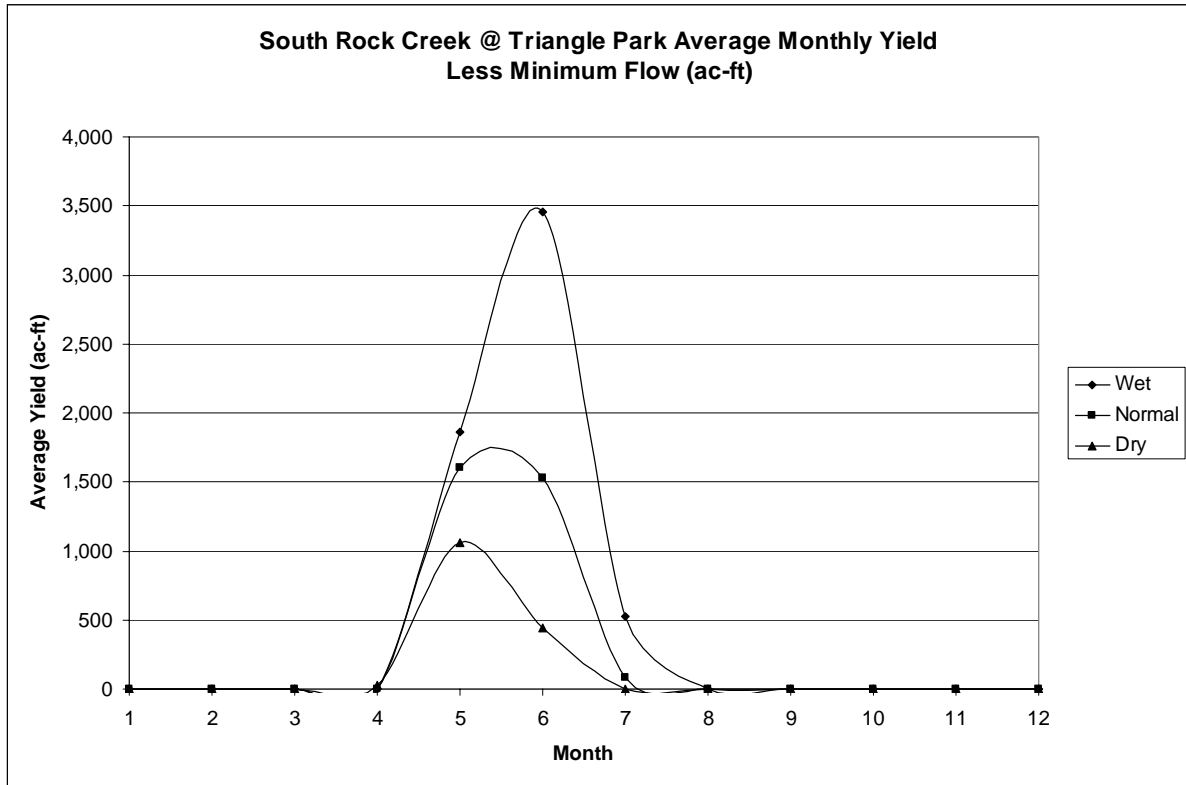 South Rock Creek @ Triangle Park Average Monthly Yield
Less Minimum Flow (ac-ft)
4,000
3,500
3,000
2,500
2,000
1,500
1,000
500
0
Average Yield (ac-ft)
1 2 3 4 5 6 7 8 9 10 11 12
Month
Wet
Normal
Dry